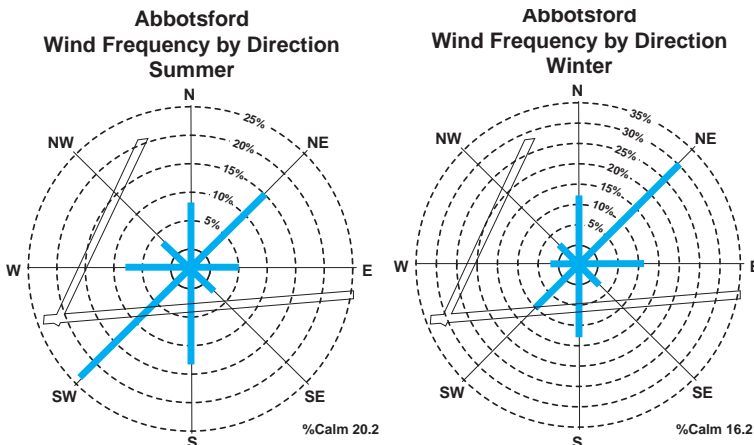 Abbotsford
Wind Frequency by Direction
Summer
N
25%
NW
NE
20%
15%
10%
5%
W
E
SW
SE
S
%Calm 20.2
Abbotsford
Wind Frequency by Direction
Winter
N
35%
NW
NE
30%
25%
20%
15%
10%
5%
W
E
SW
SE
S
%Calm 16.2